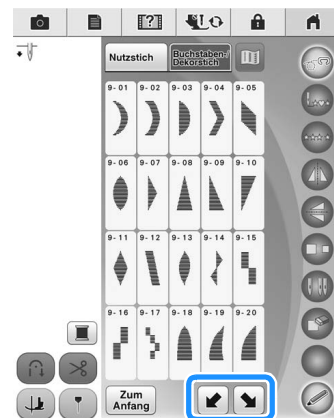 Nutzstich
Buchstaben-/
Dekorstich
9-01 9-02 9-03 9-04 9-05
9-06 9-07 9-08 9-09 9-10
9-11 9-12 9-13 9-14 9-15
9-16 9-17 9-18 9-19 9-20
Zum
Anfang